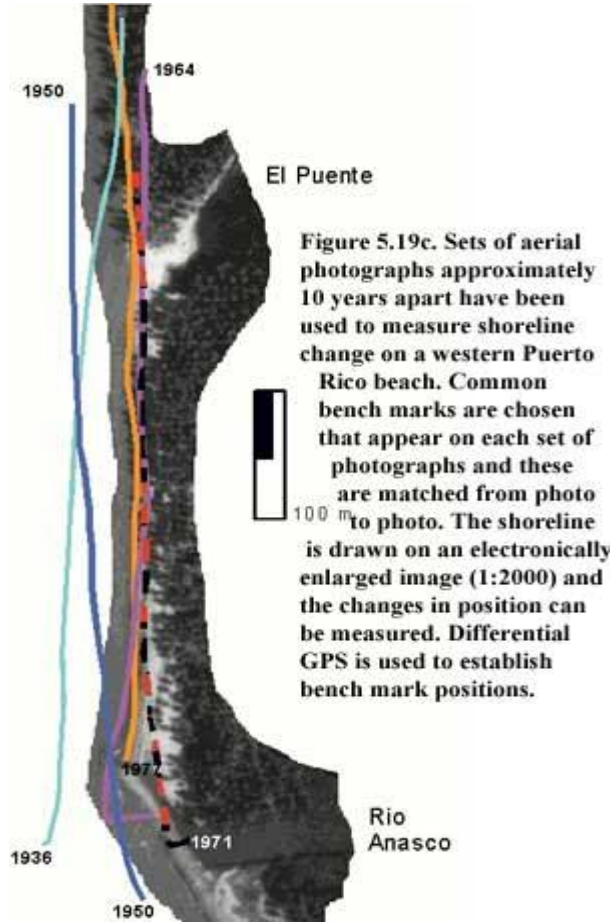 1964
1950
El Puente
Figure 5.19c. Sets of aerial
photographs approximately
10 years apart have been
used to measure shoreline
change on a western Puerto
Rico beach. Common
bench marks are chosen
that appear on each set of
photographs and these
are matched from photo
to photo. The shoreline
is drawn on an electronically
enlarged image (1:2000) and
the changes in position can
be measured. Differential
GPS is used to establish
bench mark positions.
100 m
1977
Rio
Anasco
1971
1936
1950